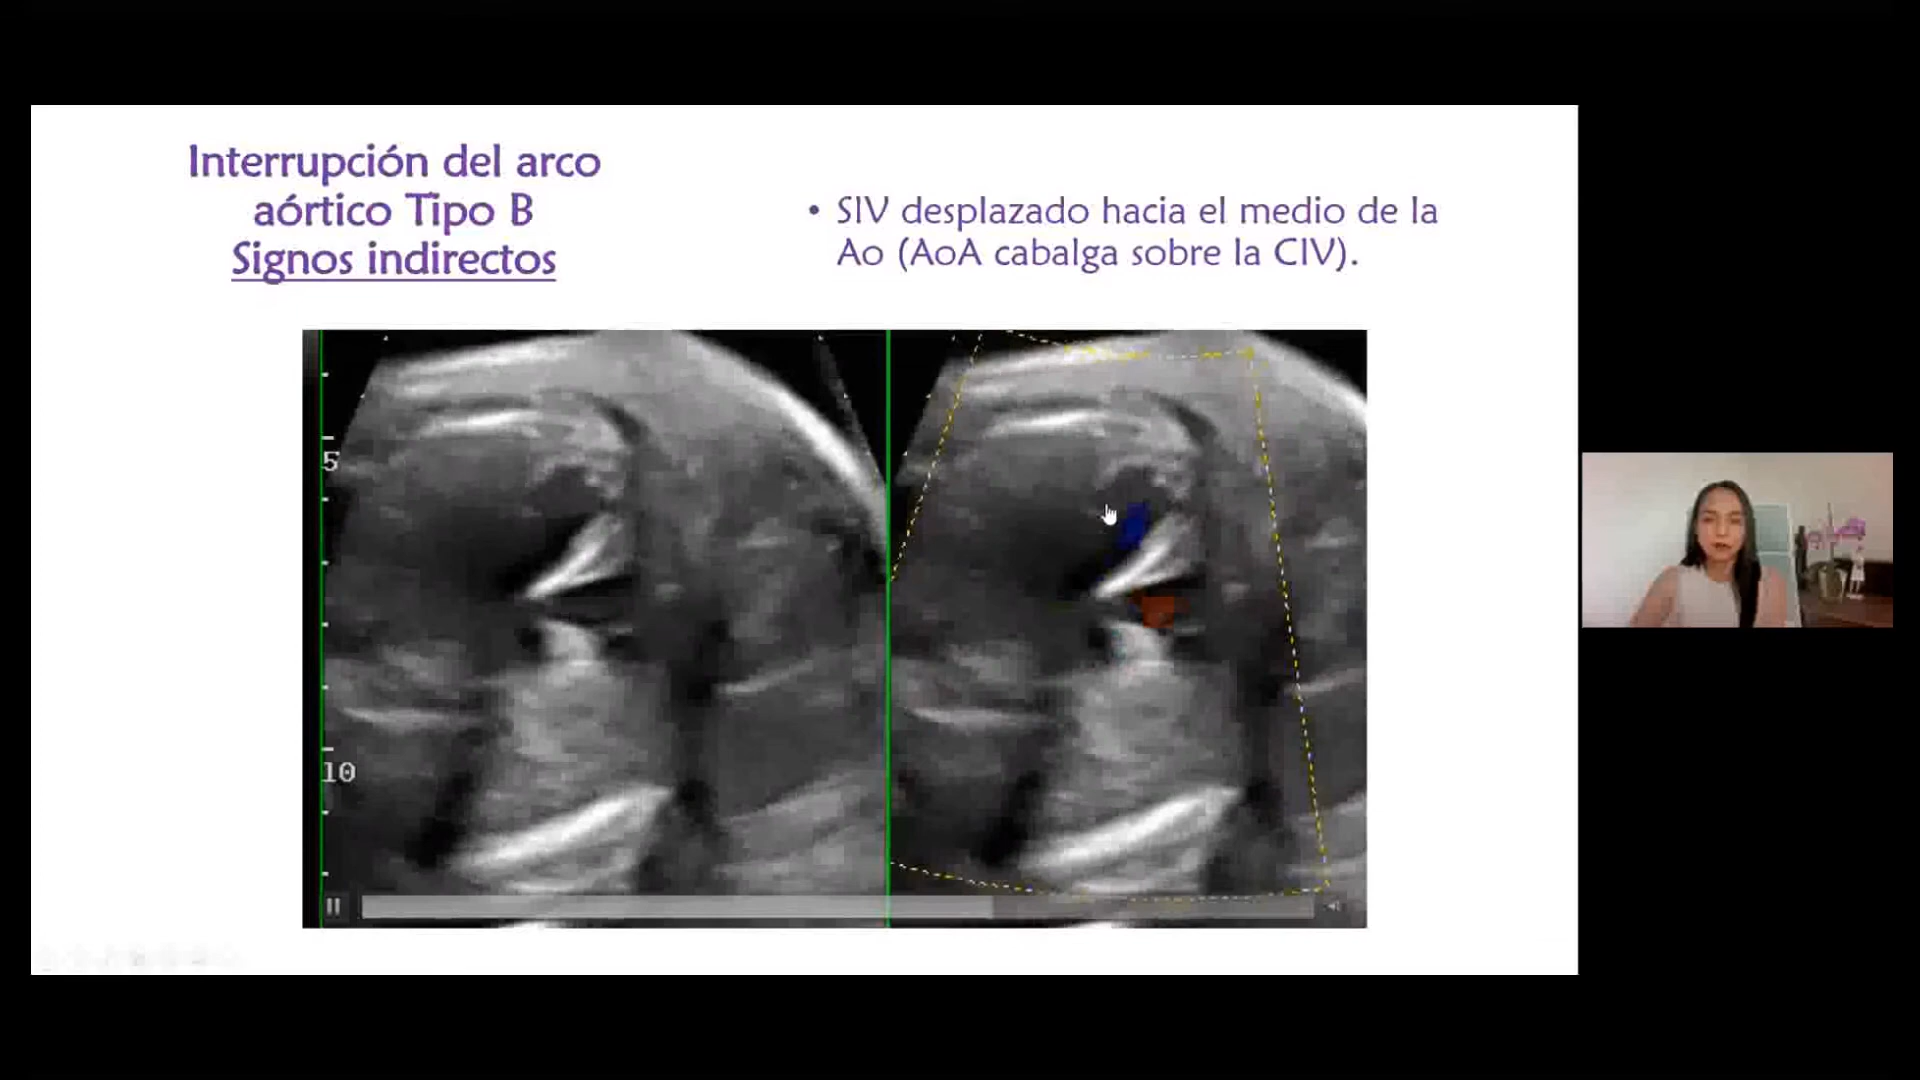 Interrupción del arco
aórtico Tipo B
Signos indirectos
• SIV desplazado hacia el medio de la
Ao (AoA cabalga sobre la CIV).
5
10